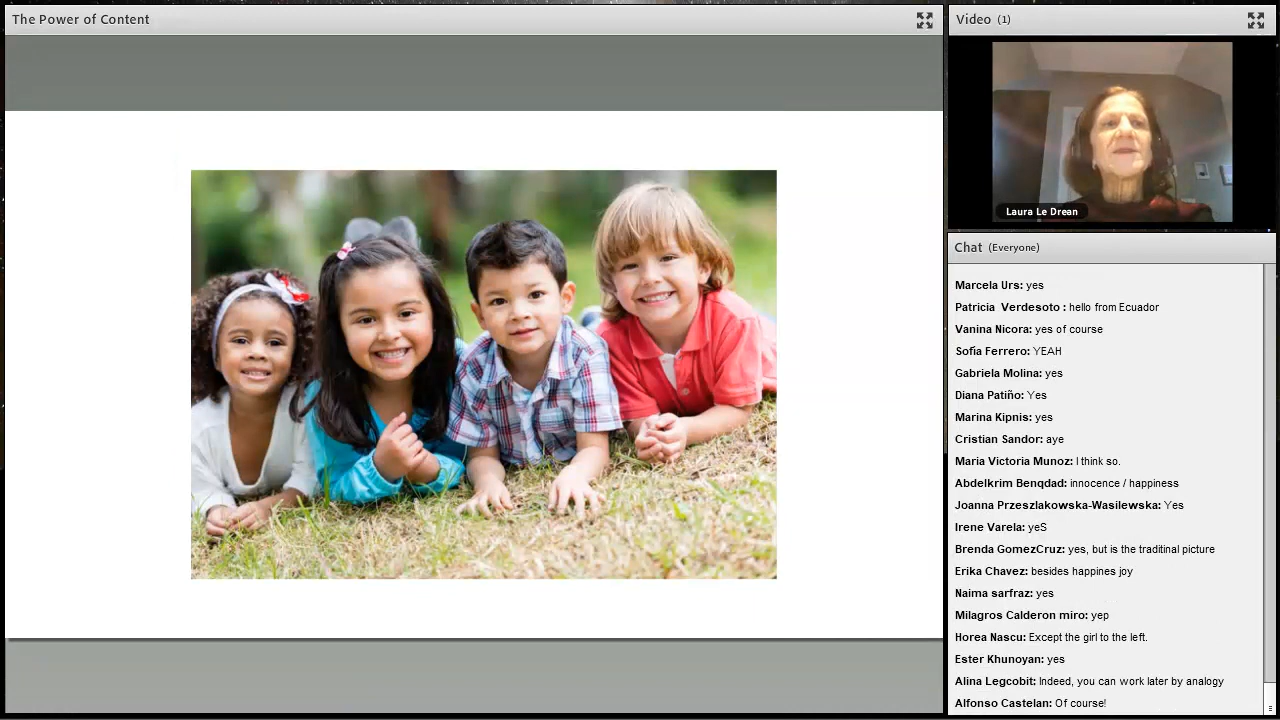 The Power of Content
Video (1)
Laura Le Drean
Chat (Everyone)
Marcela Urs: yes
Patricia Verdesoto : hello from Ecuador
Vanina Nicora: yes of course
Sofía Ferrero: YEAH
Gabriela Molina: yes
Diana Patiño: Yes
Marina Kipnis: yes
Cristian Sandor: aye
Maria Victoria Munoz: I think so.
Abdelkrim Benqdad: innocence / happiness
Joanna Przeszlakowska-Wasilewska: Yes
Irene Varela: yeS
Brenda GomezCruz: yes, but is the traditinal picture
Erika Chavez: besides happines joy
Naima sarfraz: yes
Milagros Calderon miro: yep
Horea Nascu: Except the girl to the left.
Ester Khunoyan: yes
Alina Legcobit: Indeed, you can work later by analogy
Alfonso Castelan: Of course!